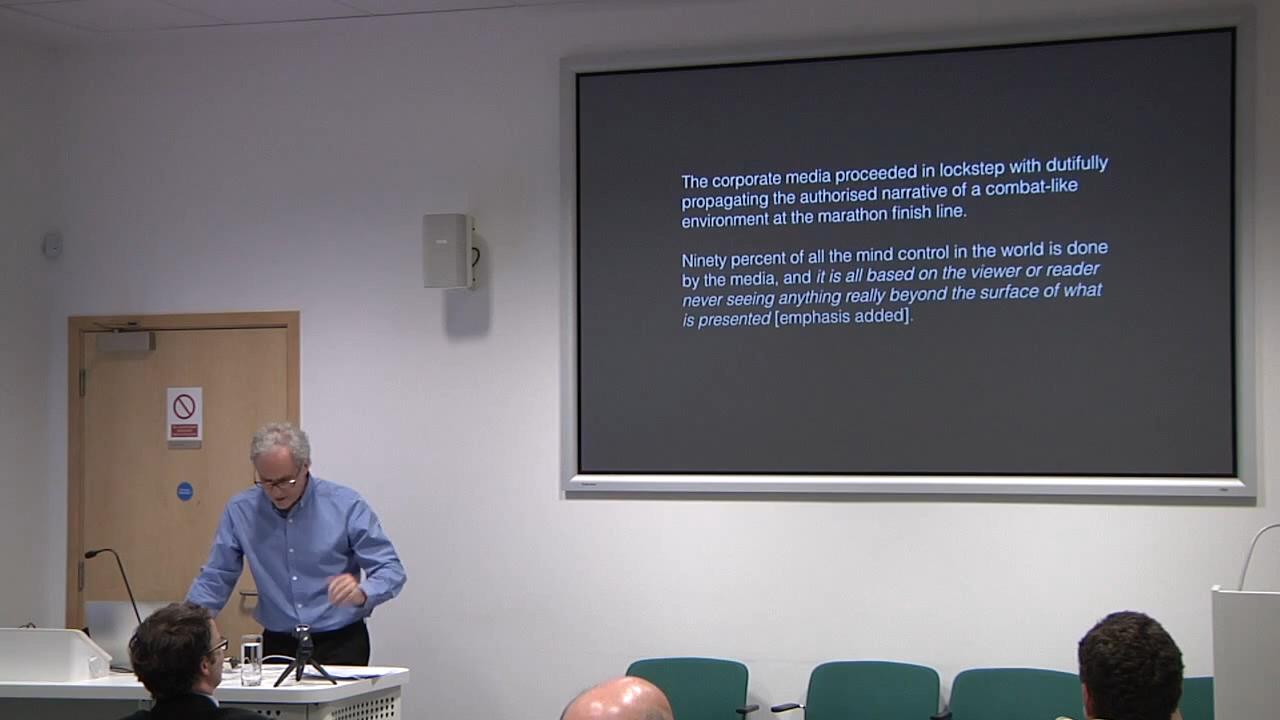 The corporate media proceeded in lockstep with dutifully
propagating the authorised narrative of a combat-like
environment at the marathon finish line.
Ninety percent of all the mind control in the world is done
by the media, and it is all based on the viewer or reader
never seeing anything really beyond the surface of what
is presented [emphasis added].